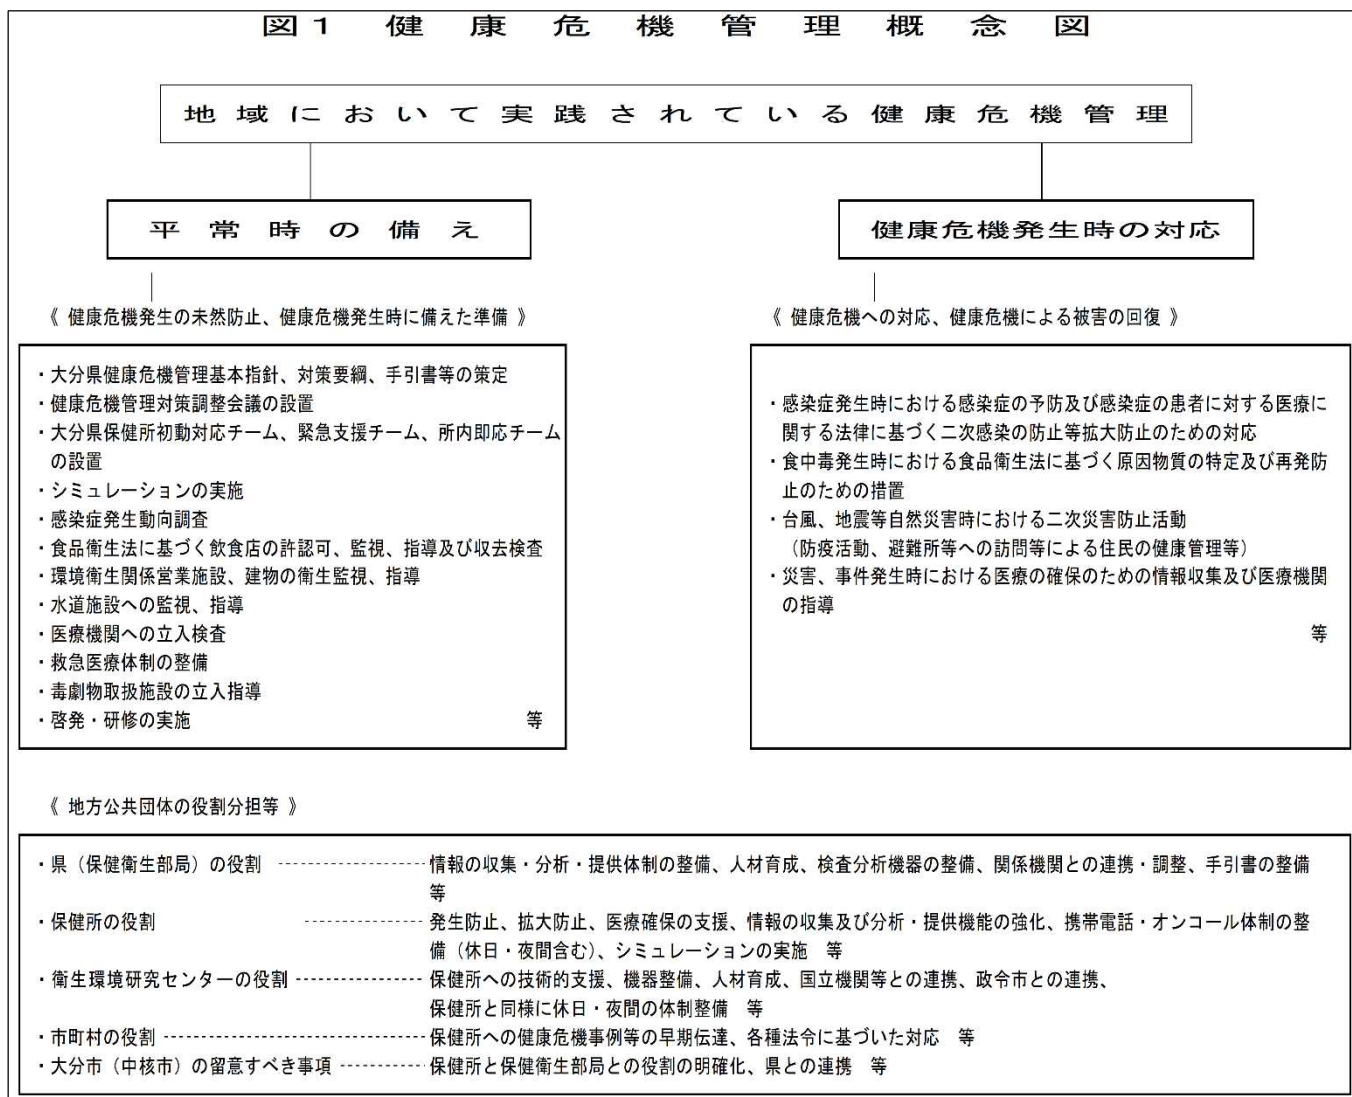 図1 健康危機管理概念図
地域において実践されている健康危機管理
平常時の備え
《 健康危機発生の未然防止、健康危機発生時に備えた準備 》
・大分県健康危機管理基本指針、対策要綱、手引書等の策定
・健康危機管理対策調整会議の設置
・大分県保健所初動対応チーム、緊急支援チーム、所内即応チーム
の設置
・シミュレーションの実施
・感染症発生動向調査
・食品衛生法に基づく飲食店の許認可、監視、指導及び収去検査
・環境衛生関係営業施設、建物の衛生監視、指導
・水道施設への監視、指導
・医療機関への立入検査
・救急医療体制の整備
・毒劇物取扱施設の立入指導
・啓発・研修の実施 等
健康危機発生時の対応
《 健康危機への対応、健康危機による被害の回復 》
・感染症発生時における感染症の予防及び感染症の患者に対する医療に
関する法律に基づく二次感染の防止等拡大防止のための対応
・食中毒発生時における食品衛生法に基づく原因物質の特定及び再発防
止のための措置
・台風、地震等自然災害時における二次災害防止活動
（防疫活動、避難所等への訪問等による住民の健康管理等）
・災害、事件発生時における医療の確保のための情報収集及び医療機関
の指導
等
《 地方公共団体の役割分担等 》
・県（保健衛生部局）の役割 ---------------- 情報の収集・分析・提供体制の整備、人材育成、検査分析機器の整備、関係機関との連携・調整、手引書の整備
等
・保健所の役割 ------------- 発生防止、拡大防止、医療確保の支援、情報の収集及び分析・提供機能の強化、携帯電話・オンコール体制の整
備（休日・夜間含む）、シミュレーションの実施 等
・衛生環境研究センターの役割 -------------- 保健所への技術的支援、機器整備、人材育成、国立機関等との連携、政令市との連携、
保健所と同様に休日・夜間の体制整備 等
・市町村の役割 ----------------------------- 保健所への健康危機事例等の早期伝達、各種法令に基づいた対応 等
・大分市（中核市）の留意すべき事項 --------- 保健所と保健衛生部局との役割の明確化、県との連携 等